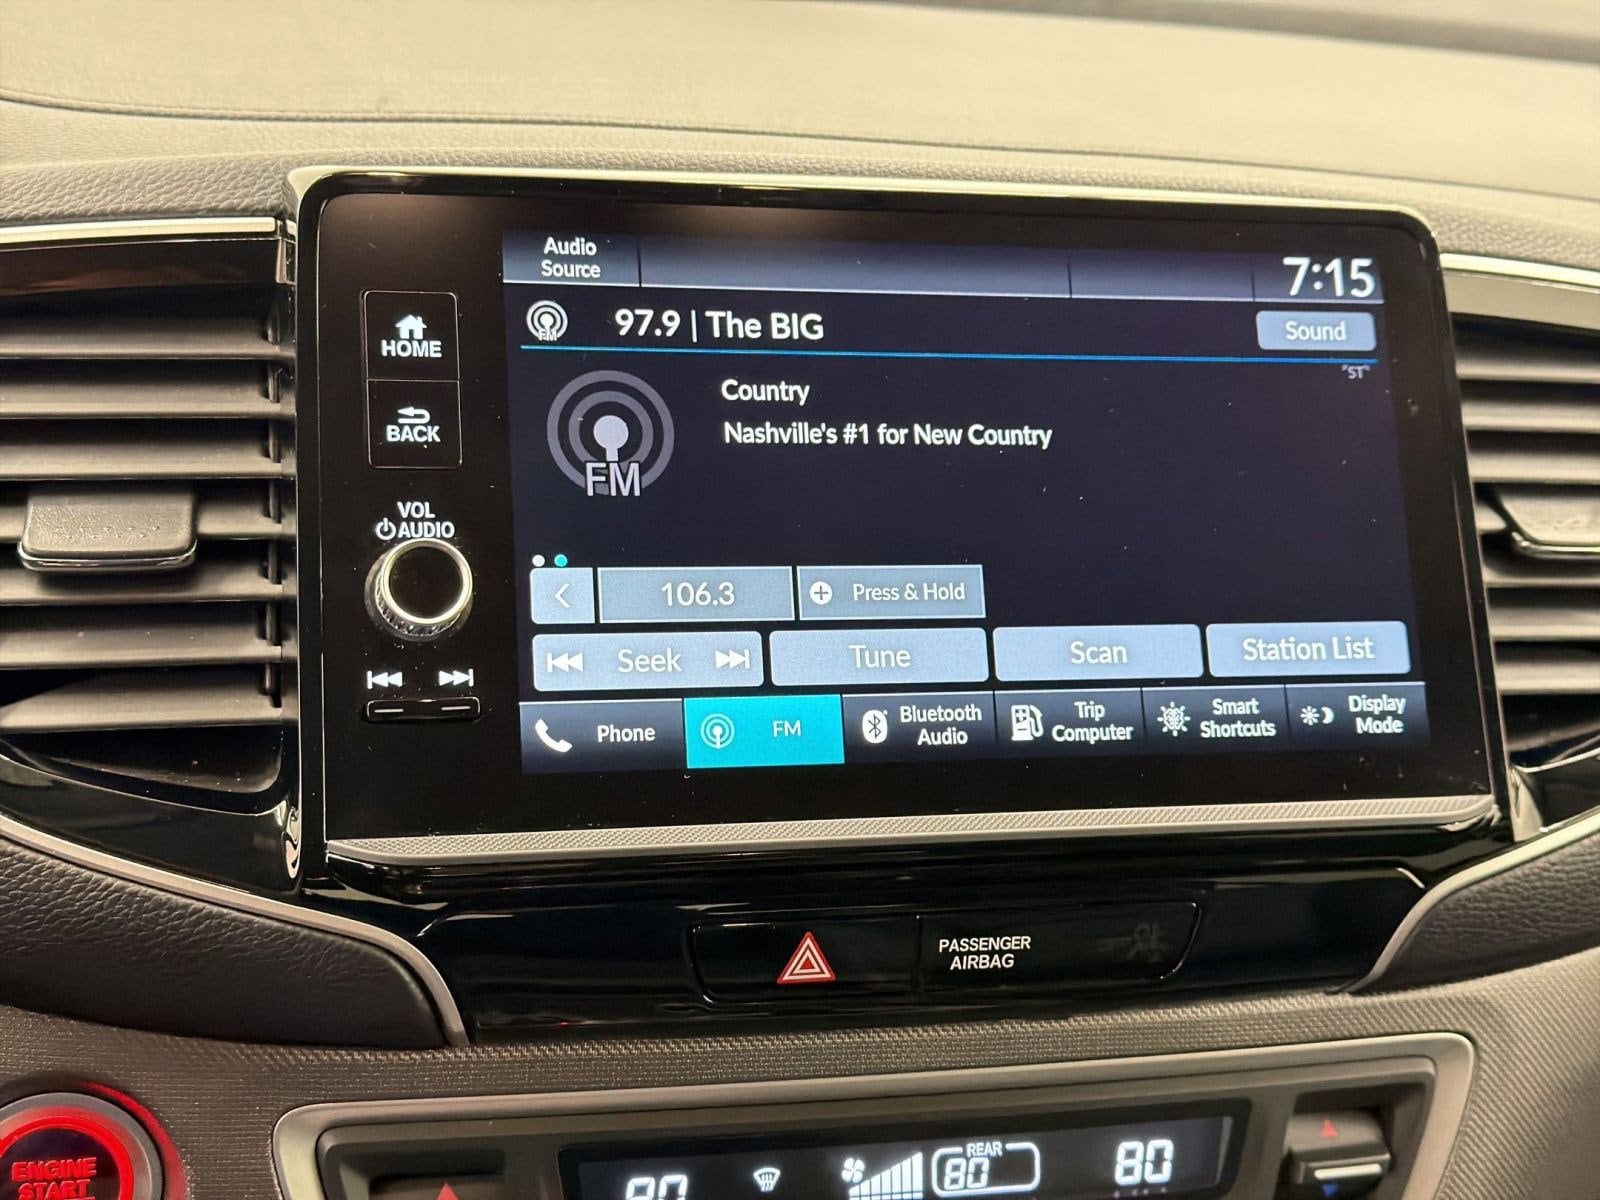 Audio
Source
7:15
FM
97.9 | The BIG
Sound
"ST"
HOME
BACK
VOL
AUDIO
Country
Nashville's #1 for New Country
FM
106.3
Press & Hold
Seek
Tune
Scan
Station List
Phone
FM
Bluetooth
Audio
Trip
Computer
Smart
Shortcuts
Display
Mode
PASSENGER
AIRBAG
ENGINE
START
80
REAR
80
80